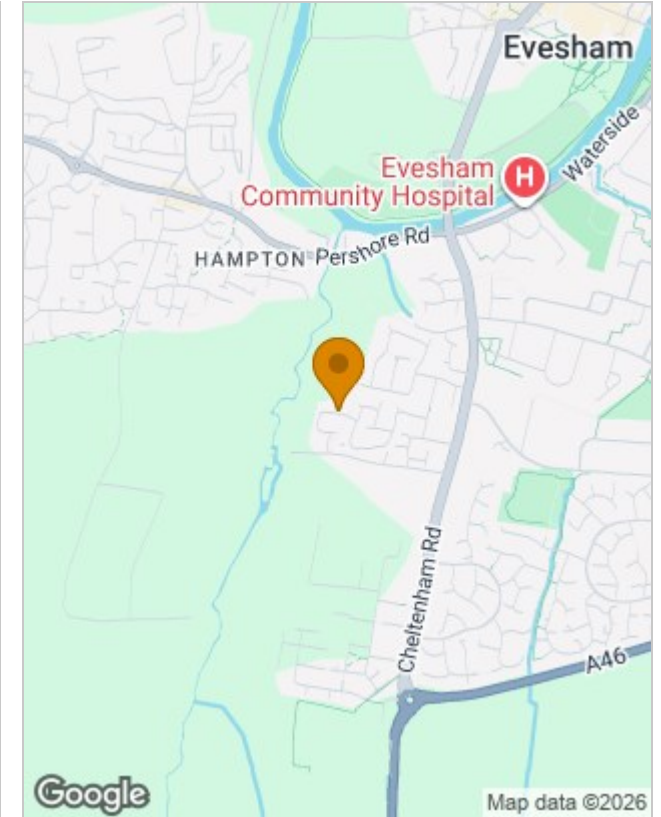 Evesham
Waterside
Evesham
Community Hospital
H
HAMPTON
Pershore Rd
Cheltenham Rd
A46
Google
Map data ©2026